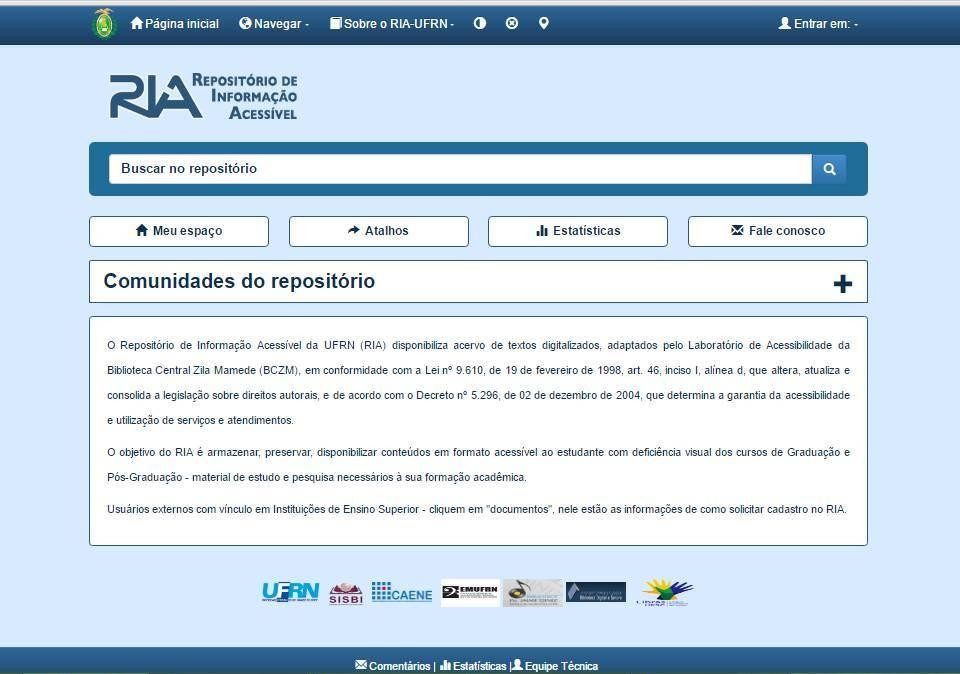 Página inicial Navegar Sobre o RIA-UFRN Entrar em:
RIA REPOSITÓRIO DE
INFORMAÇÃO
ACESSÍVEL
Buscar no repositório
Meu espaço Atalhos Estatísticas Fale conosco
Comunidades do repositório
O Repositório de Informação Acessível da UFRN (RIA) disponibiliza acervo de textos digitalizados, adaptados pelo Laboratório de Acessibilidade da
Biblioteca Central Zila Mamede (BCZM), em conformidade com a Lei nº 9.610, de 19 de fevereiro de 1998, art. 46, inciso I, alínea d, que altera, atualiza e
consolida a legislação sobre direitos autorais, e de acordo com o Decreto nº 5.296, de 02 de dezembro de 2004, que determina a garantia da acessibilidade
e utilização de serviços e atendimentos.
O objetivo do RIA é armazenar, preservar, disponibilizar conteúdos em formato acessível ao estudante com deficiência visual dos cursos de Graduação e
Pós-Graduação - material de estudo e pesquisa necessários à sua formação acadêmica.
Usuários externos com vínculo em Instituições de Ensino Superior - cliquem em "documentos", nele estão as informações de como solicitar cadastro no RIA.
UFRN SISBI CAENE EMUFRN
Comentários | Estatísticas | Equipe Técnica